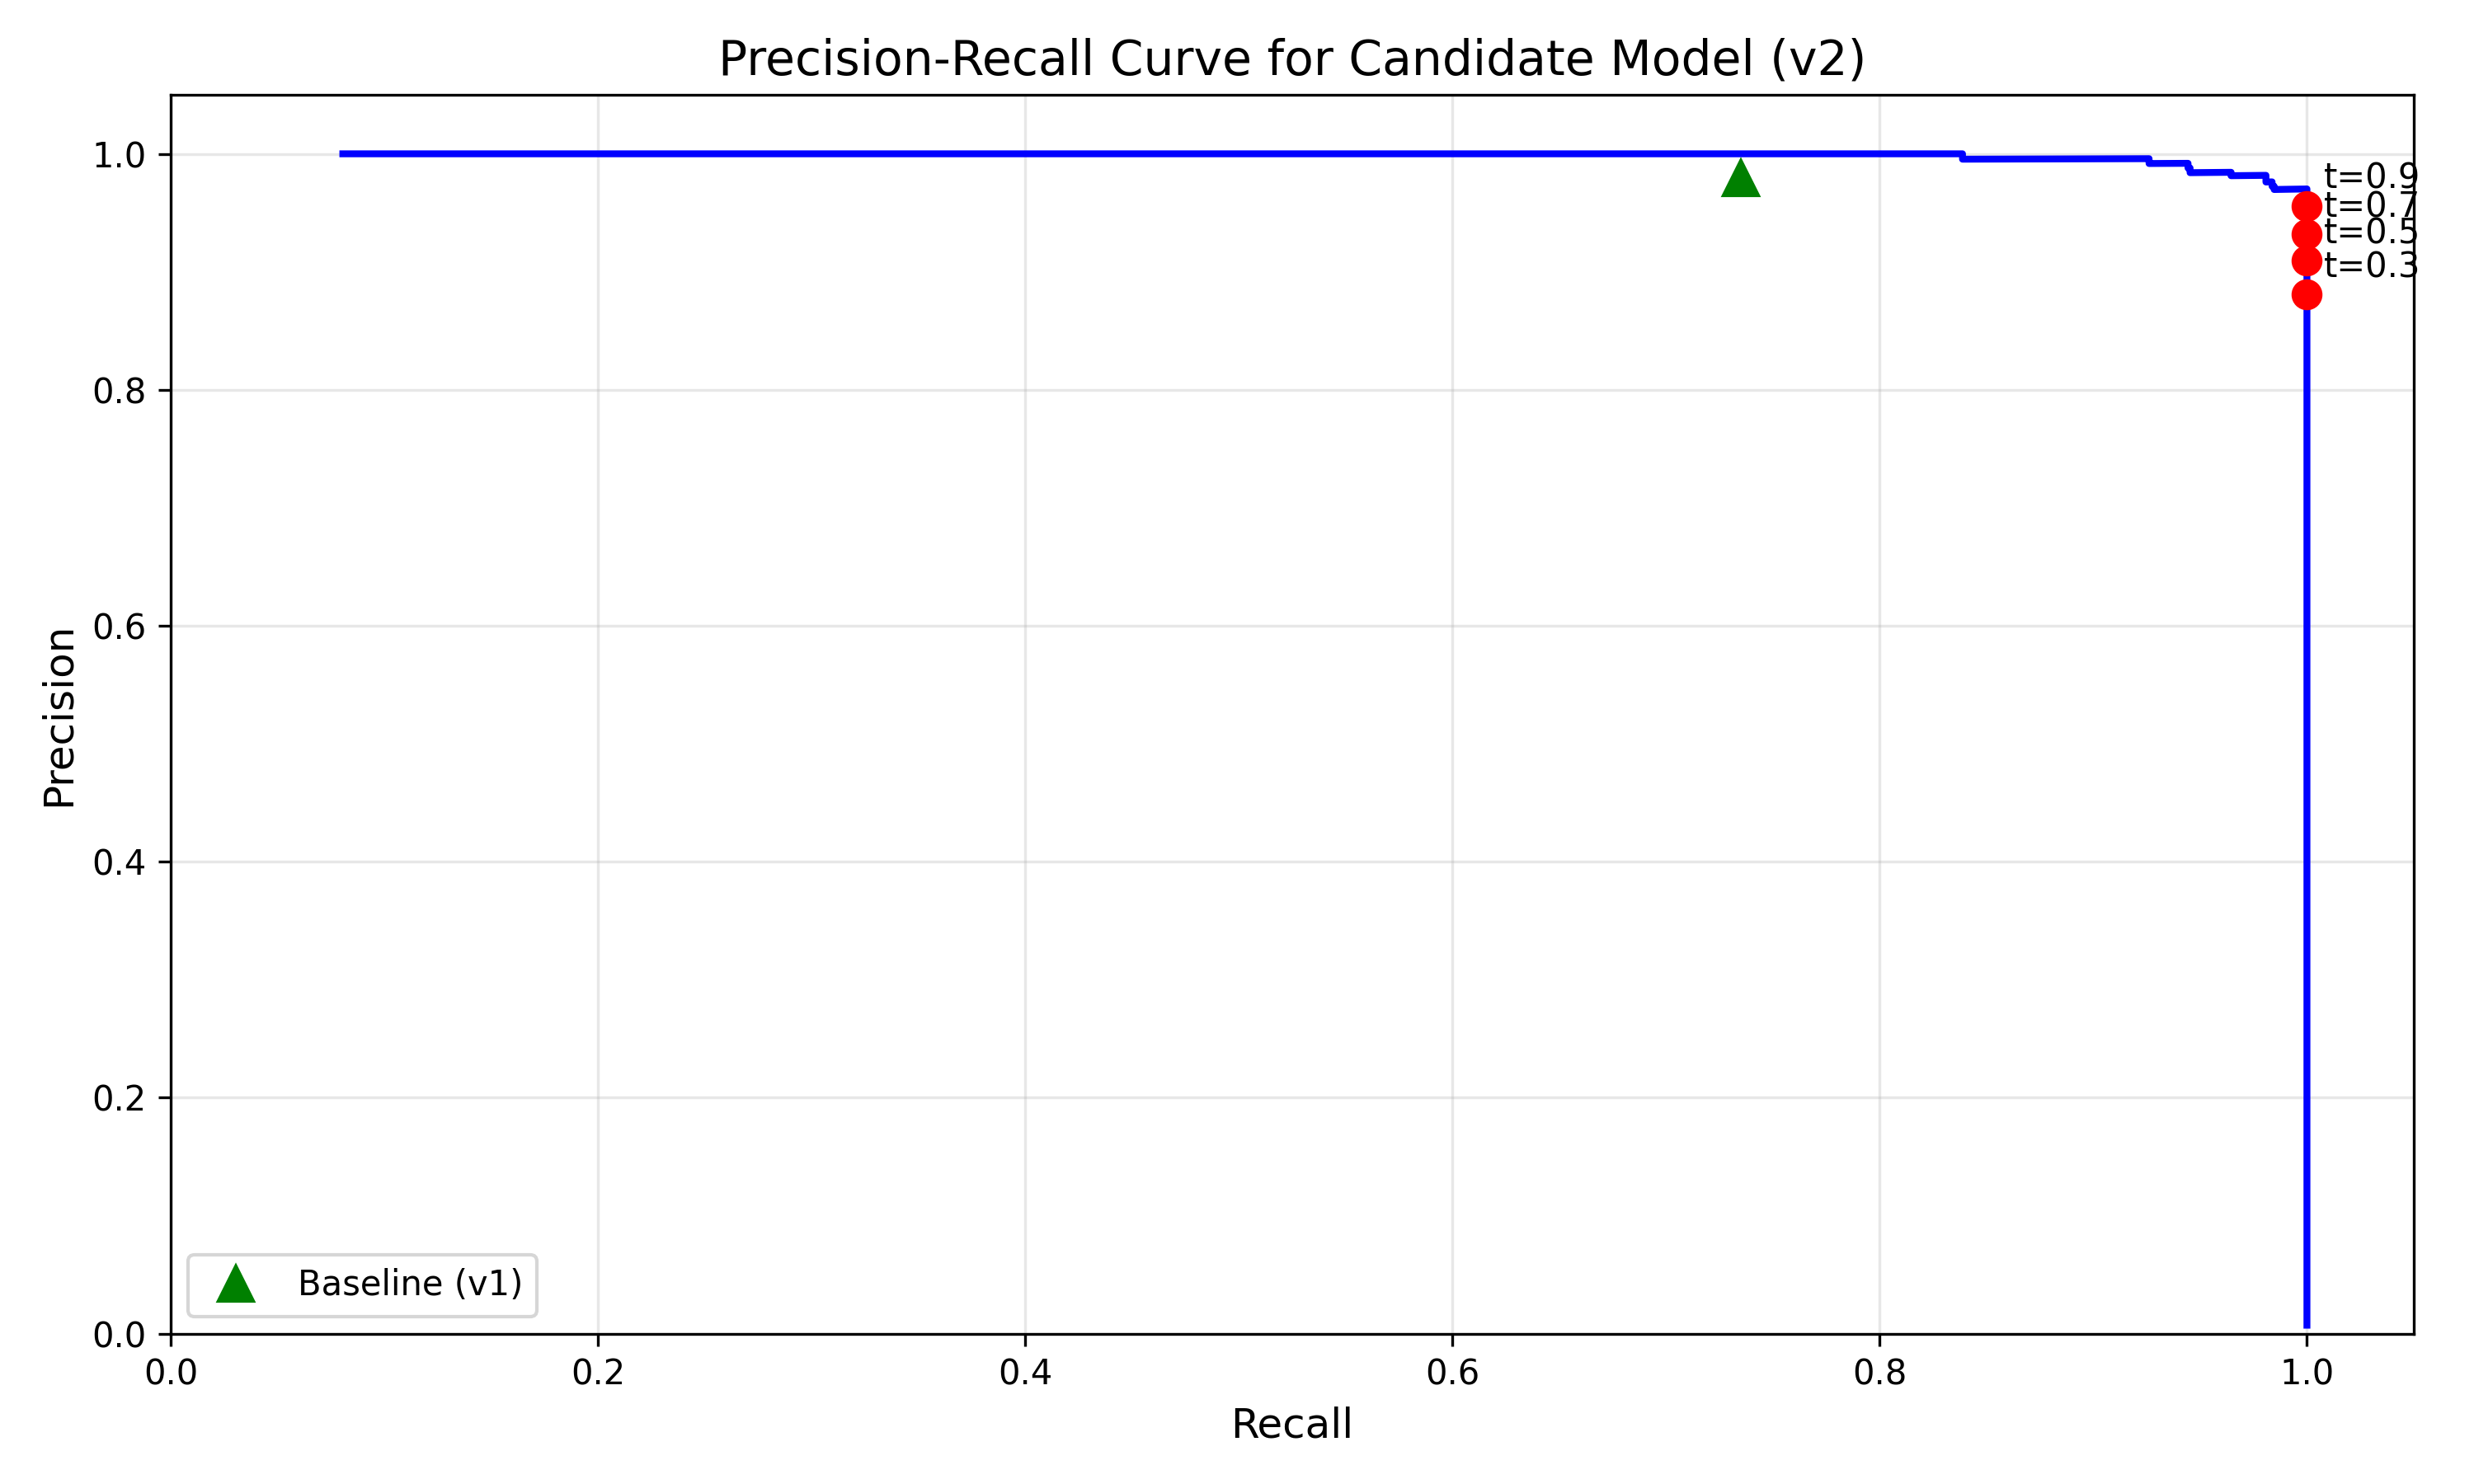 Precision-Recall Curve for Candidate Model (v2)
1.0
0.8
0.6
0.4
0.2
0.0
Precision
t=0.9
t=0.7
t=0.5
t=0.3
Baseline (v1)
0.0 0.2 0.4 0.6 0.8 1.0
Recall